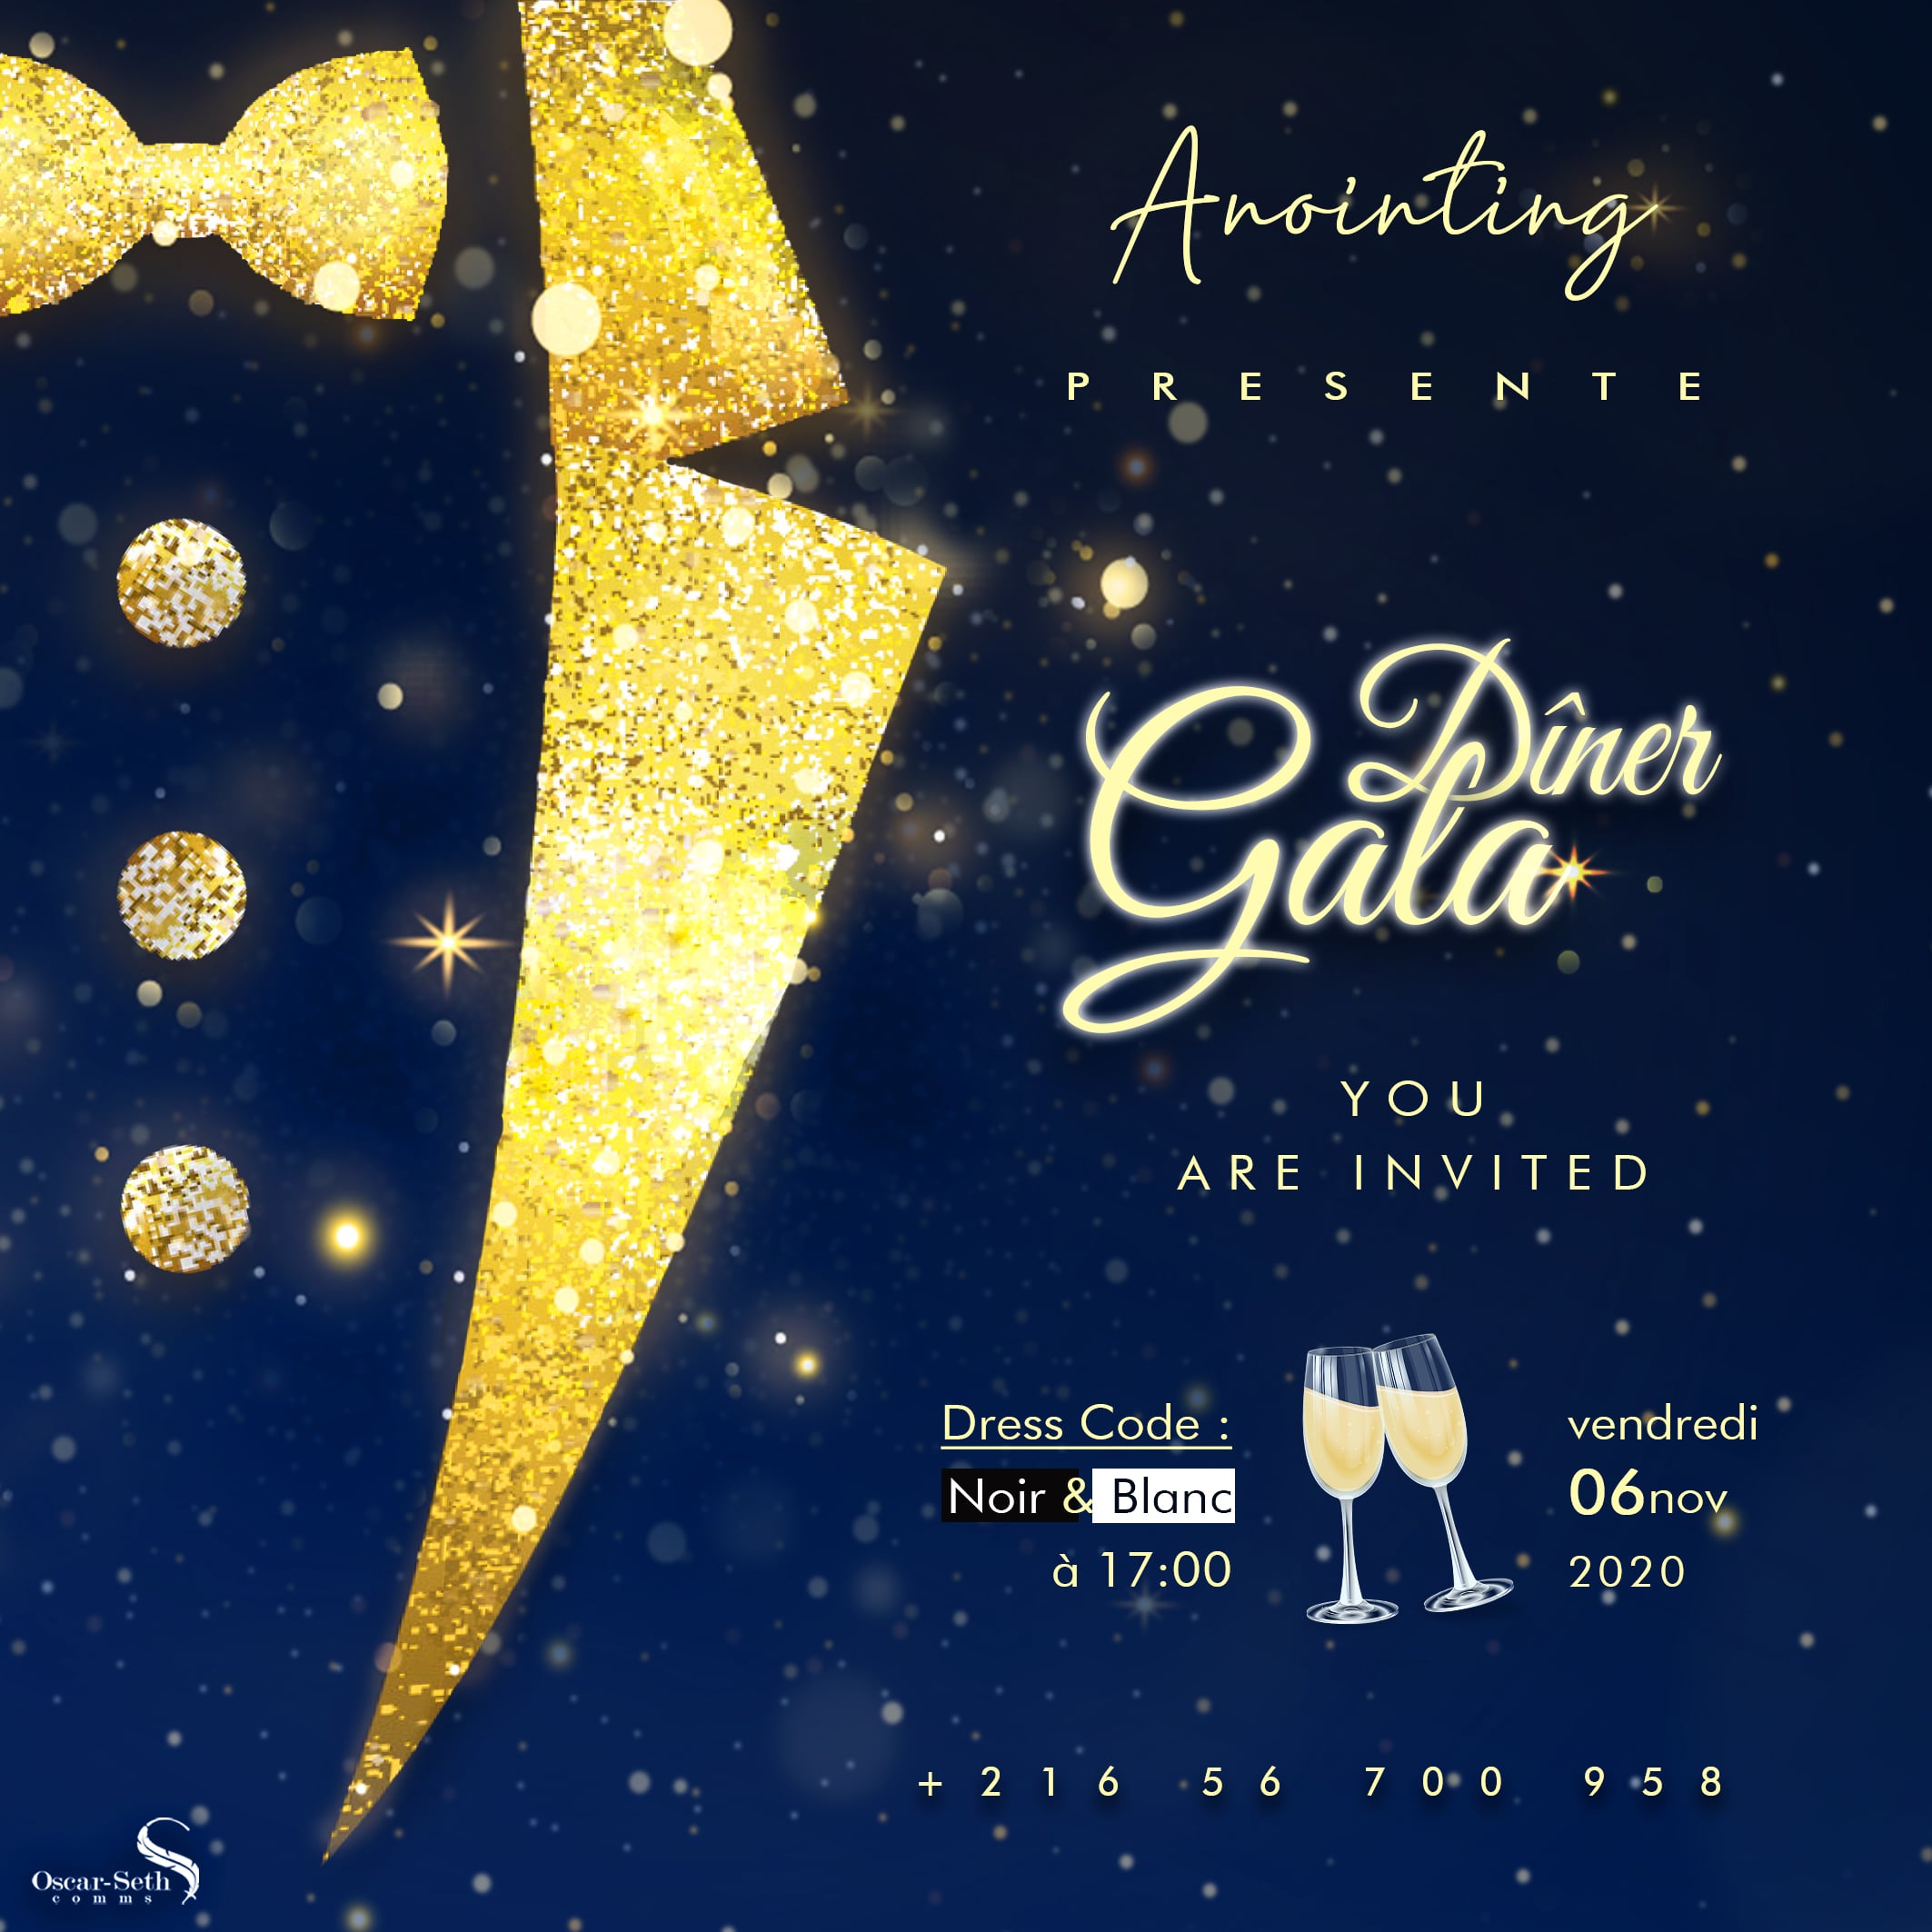 Anointing
PRESENTE
Dîner
Gala
YOU
ARE INVITED
Dress Code :
Noir & Blanc
à 17:00
vendredi
06nov
2020
+216 56 700 958
Oscar-Seth
comms